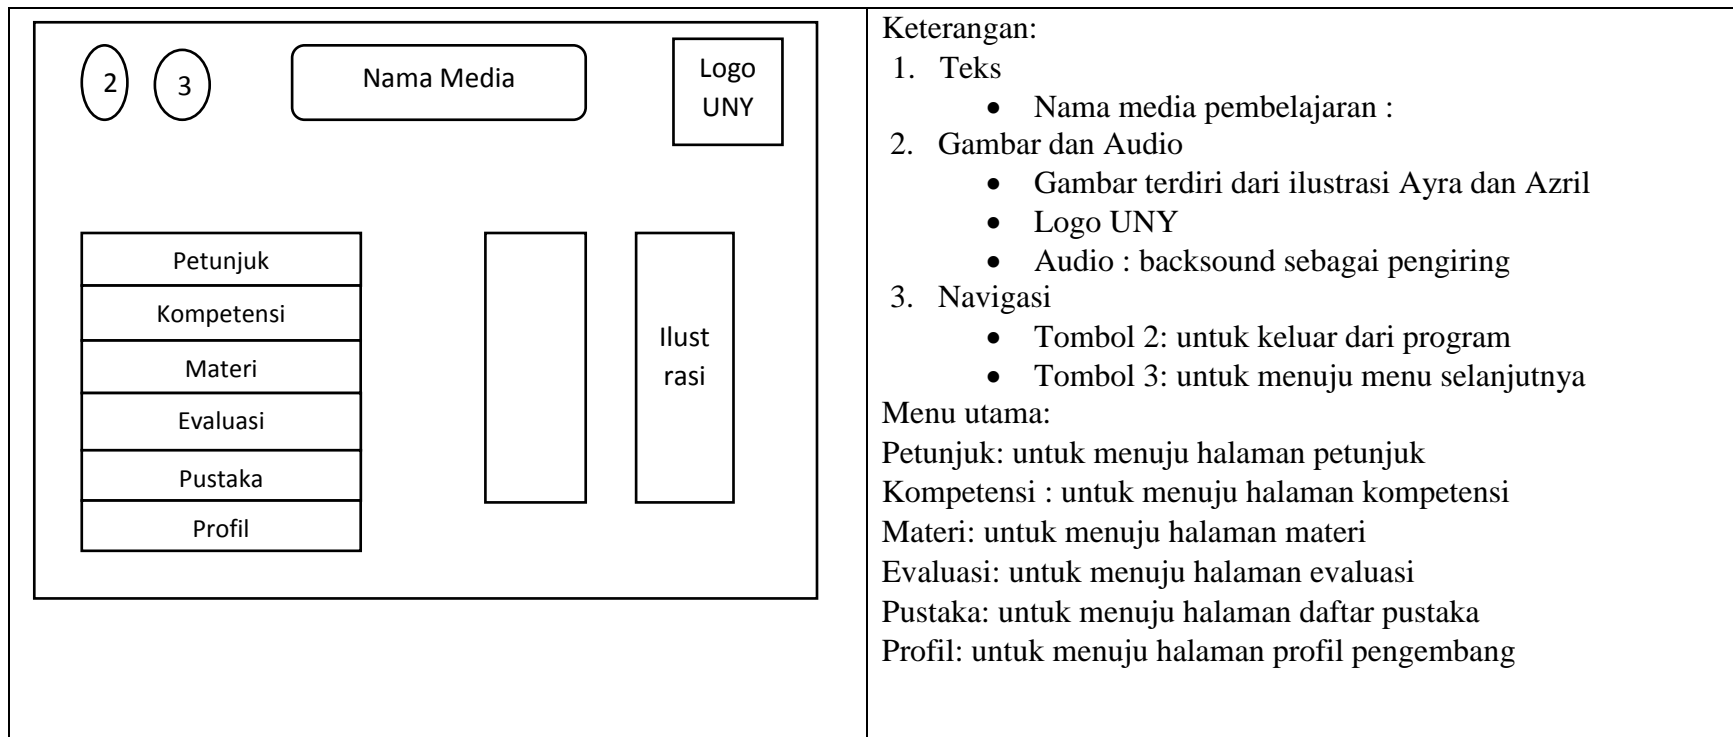 2
3
Nama Media
Logo
UNY
Petunjuk
Kompetensi
Materi
Evaluasi
Pustaka
Profil
Ilust
rasi
Keterangan:
1. Teks
• Nama media pembelajaran :
2. Gambar dan Audio
• Gambar terdiri dari ilustrasi Ayra dan Azril
• Logo UNY
• Audio : backsound sebagai pengiring
3. Navigasi
• Tombol 2: untuk keluar dari program
• Tombol 3: untuk menuju menu selanjutnya
Menu utama:
Petunjuk: untuk menuju halaman petunjuk
Kompetensi : untuk menuju halaman kompetensi
Materi: untuk menuju halaman materi
Evaluasi: untuk menuju halaman evaluasi
Pustaka: untuk menuju halaman daftar pustaka
Profil: untuk menuju halaman profil pengembang